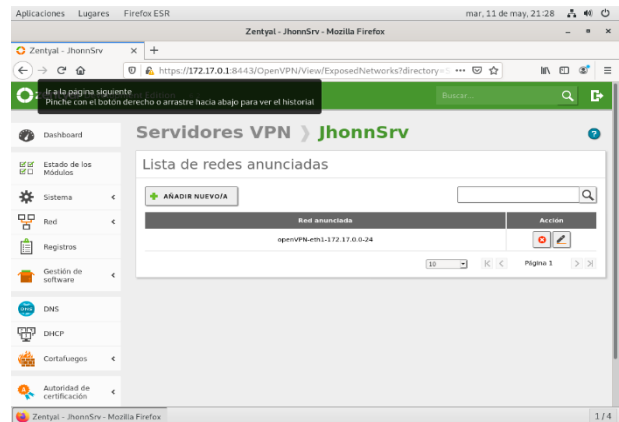 Aplicaciones Lugares Firefox ESR mar, 11 de may, 21:28
Zentyal - JhonnSrv - Mozilla Firefox
Zentyal - JhonnSrv
https://172.17.0.1:8443/OpenVPN/View/ExposedNetworks?directory=
Ir a la página siguiente
Pinche con el botón derecho o arrastre hacia abajo para ver el historial
Edition
Buscar...
Dashboard
Estado de los
Módulos
Sistema
Red
Registros
Gestión de
software
DNS
DHCP
Cortafuegos
Autoridad de
certificación
Servidores VPN JhonnSrv
Lista de redes anunciadas
AÑADIR NUEVO/A
Red anunciada Acción
openVPN-eth1-172.17.0.0-24
10 Página 1
Zentyal - JhonnSrv - Mozilla Firefox 1 / 4